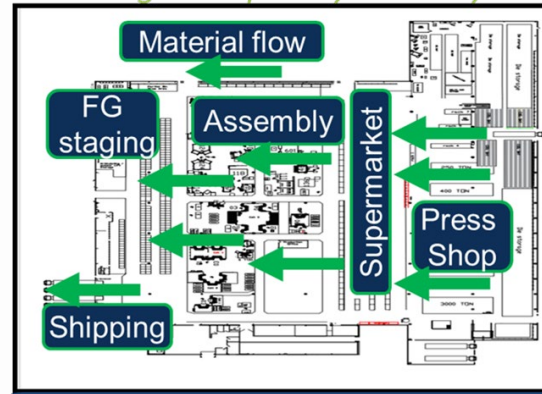 Material flow
FG
staging
Assembly
Supermarket
Press
Shop
Shipping
400 TON
3000 TON